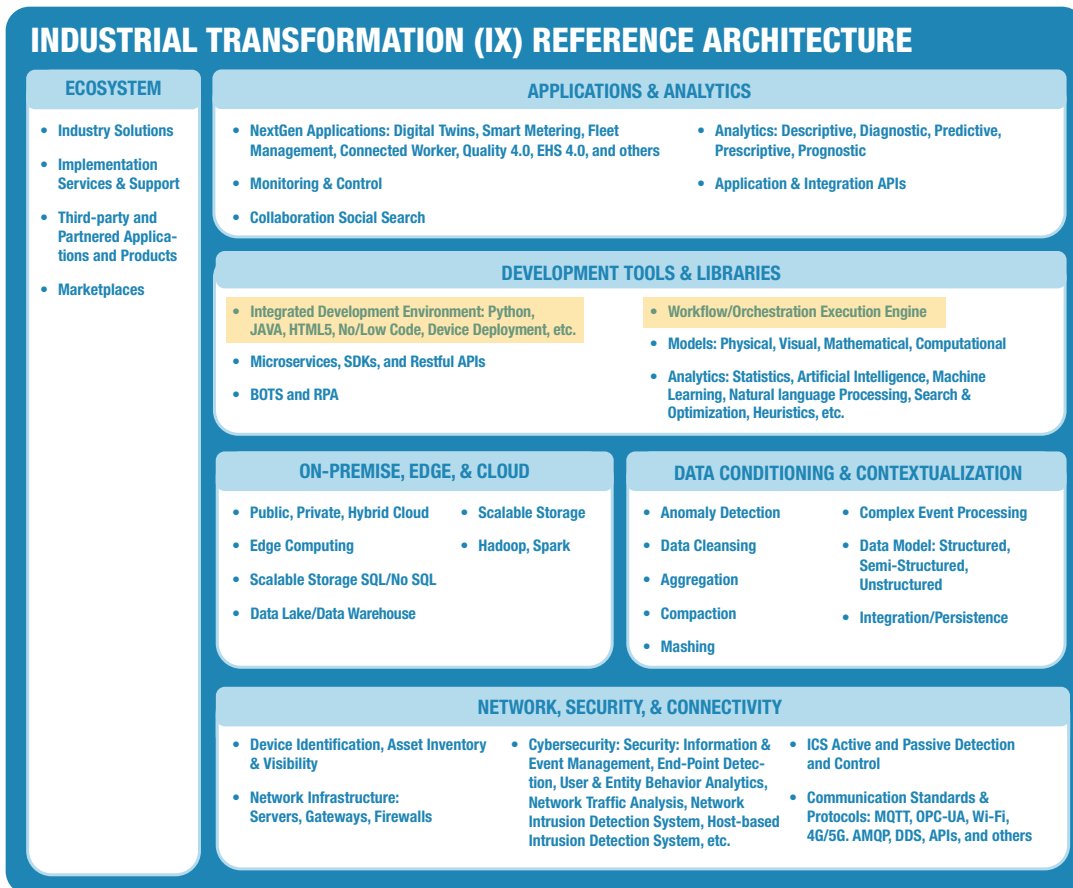 INDUSTRIAL TRANSFORMATION (IX) REFERENCE ARCHITECTURE
ECOSYSTEM
• Industry Solutions
• Implementation
Services & Support
• Third-party and
Partnered Applica-
tions and Products
• Marketplaces
APPLICATIONS & ANALYTICS
• NextGen Applications: Digital Twins, Smart Metering, Fleet
Management, Connected Worker, Quality 4.0, EHS 4.0, and others
• Monitoring & Control
• Collaboration Social Search
• Analytics: Descriptive, Diagnostic, Predictive,
Prescriptive, Prognostic
• Application & Integration APIs
DEVELOPMENT TOOLS & LIBRARIES
• Integrated Development Environment: Python,
JAVA, HTML5, No/Low Code, Device Deployment, etc.
• Microservices, SDKs, and Restful APIs
• BOTS and RPA
• Workflow/Orchestration Execution Engine
• Models: Physical, Visual, Mathematical, Computational
• Analytics: Statistics, Artificial Intelligence, Machine
Learning, Natural language Processing, Search &
Optimization, Heuristics, etc.
ON-PREMISE, EDGE, & CLOUD
• Public, Private, Hybrid Cloud
• Edge Computing
• Scalable Storage SQL/No SQL
• Data Lake/Data Warehouse
• Scalable Storage
• Hadoop, Spark
DATA CONDITIONING & CONTEXTUALIZATION
• Anomaly Detection
• Data Cleansing
• Aggregation
• Compaction
• Mashing
• Complex Event Processing
• Data Model: Structured,
Semi-Structured,
Unstructured
• Integration/Persistence
NETWORK, SECURITY, & CONNECTIVITY
• Device Identification, Asset Inventory
& Visibility
• Network Infrastructure:
Servers, Gateways, Firewalls
• Cybersecurity: Security: Information &
Event Management, End-Point Detec-
tion, User & Entity Behavior Analytics,
Network Traffic Analysis, Network
Intrusion Detection System, Host-based
Intrusion Detection System, etc.
• ICS Active and Passive Detection
and Control
• Communication Standards &
Protocols: MQTT, OPC-UA, Wi-Fi,
4G/5G. AMQP, DDS, APIs, and others